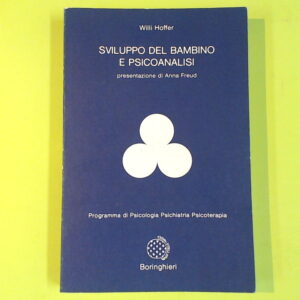 Willi Hoffer
SVILUPPO DEL BAMBINO
E PSICOANALISI
presentazione di Anna Freud
Programma di Psicologia Psichiatria Psicoterapia
Boringhieri